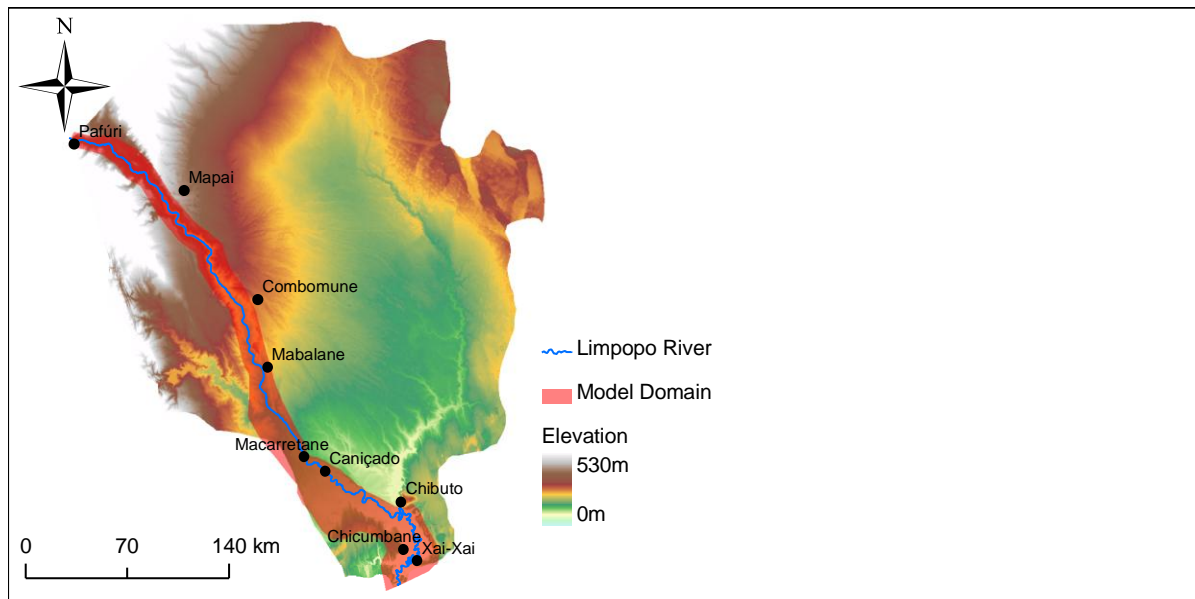 N
Pafúri
Mapai
Combomune
Mabalane
Limpopo River
Model Domain
Macarretane
Caniçado
Elevation
530m
Chibuto
0m
Chicumbane
Xai-Xai
0 70 140 km